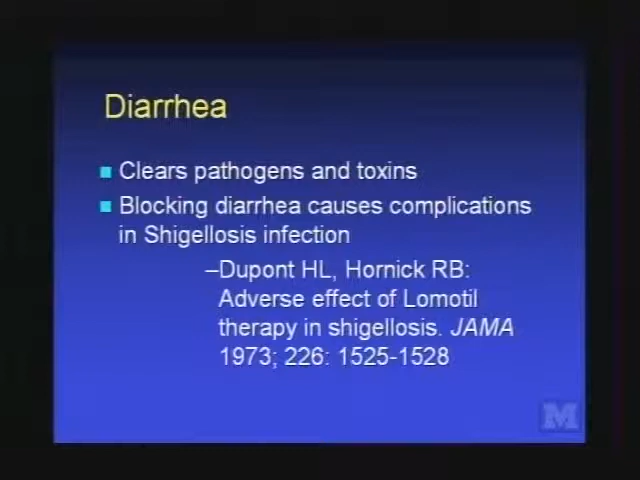 Diarrhea
Clears pathogens and toxins
Blocking diarrhea causes complications
in Shigellosis infection
–Dupont HL, Hornick RB:
Adverse effect of Lomotil
therapy in shigellosis. JAMA
1973; 226: 1525-1528
M